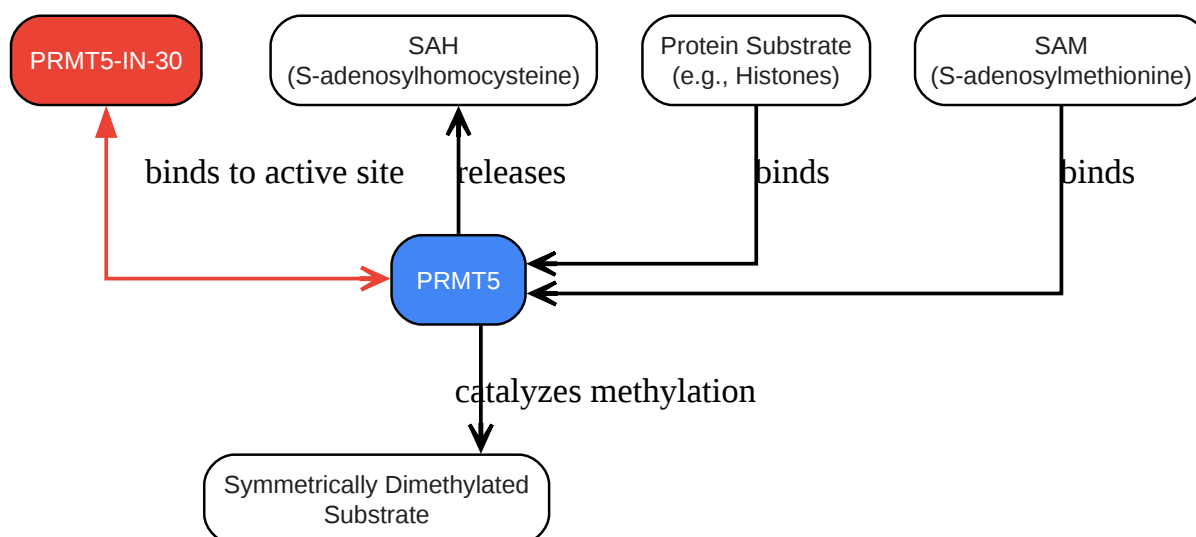 PRMT5-IN-30
SAH
(S-adenosylhomocysteine)
Protein Substrate
(e.g., Histones)
SAM
(S-adenosylmethionine)
binds to active site
releases
binds
binds
PRMT5
catalyzes methylation
Symmetrically Dimethylated
Substrate